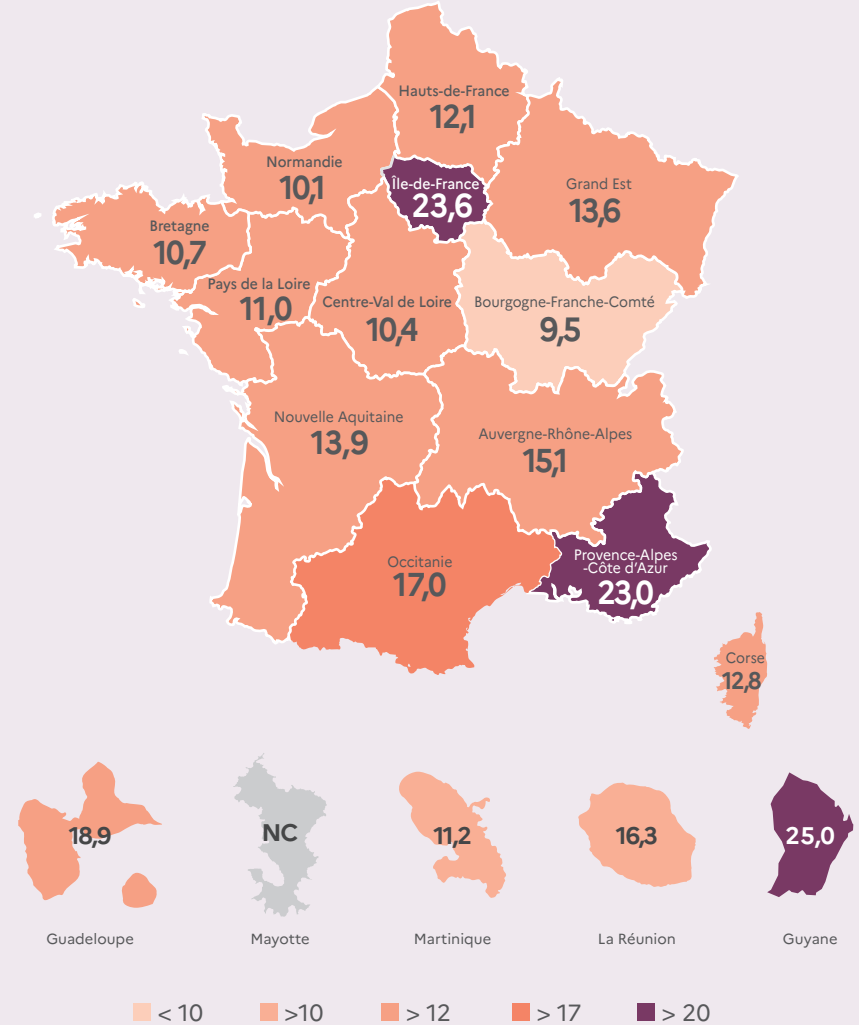 Hauts-de-France
12,1
Normandie
10,1
Île-de-France
23,6
Grand Est
13,6
Bretagne
10,7
Pays de la Loire
11,0
Centre-Val de Loire
10,4
Bourgogne-Franche-Comté
9,5
Nouvelle Aquitaine
13,9
Auvergne-Rhône-Alpes
15,1
Occitanie
17,0
Provence-Alpes
-Côte d'Azur
23,0
Corse
12,8
18,9
NC
11,2
16,3
25,0
Guadeloupe
Mayotte
Martinique
La Réunion
Guyane
< 10
>10
> 12
> 17
> 20